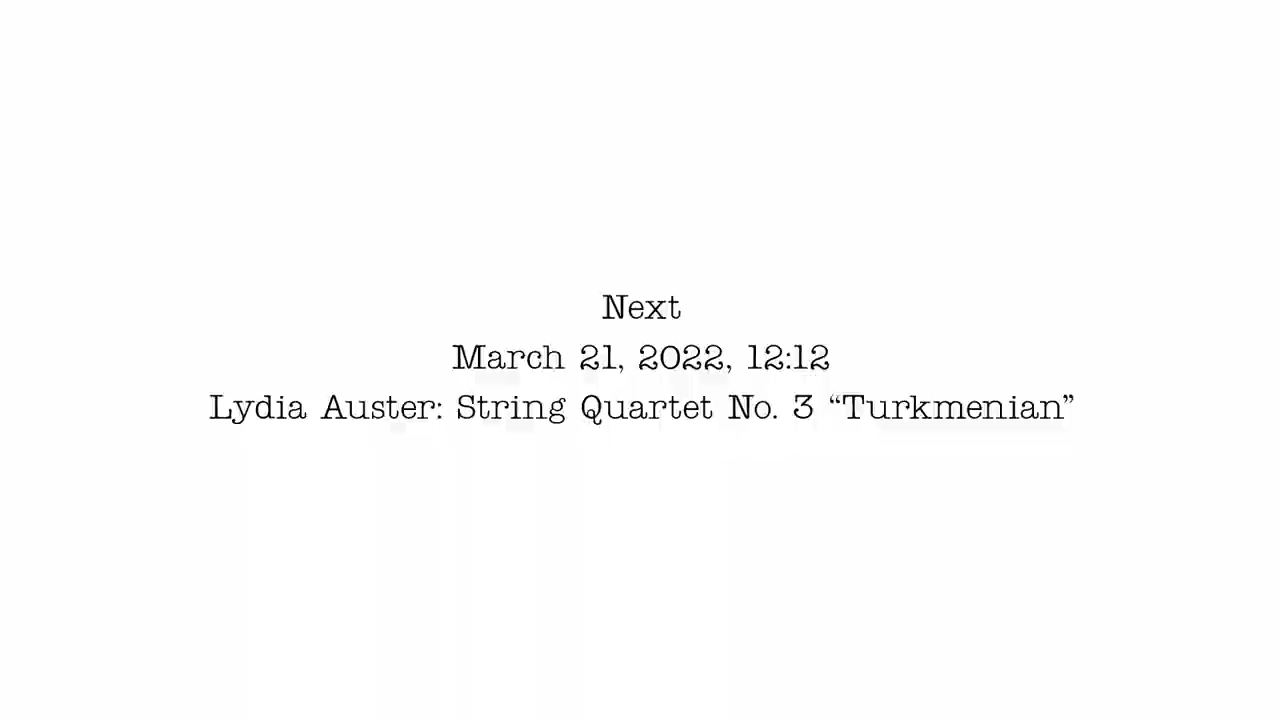 Next
March 21, 2022, 12:12
Lydia Auster: String Quartet No. 3 “Turkmenian”